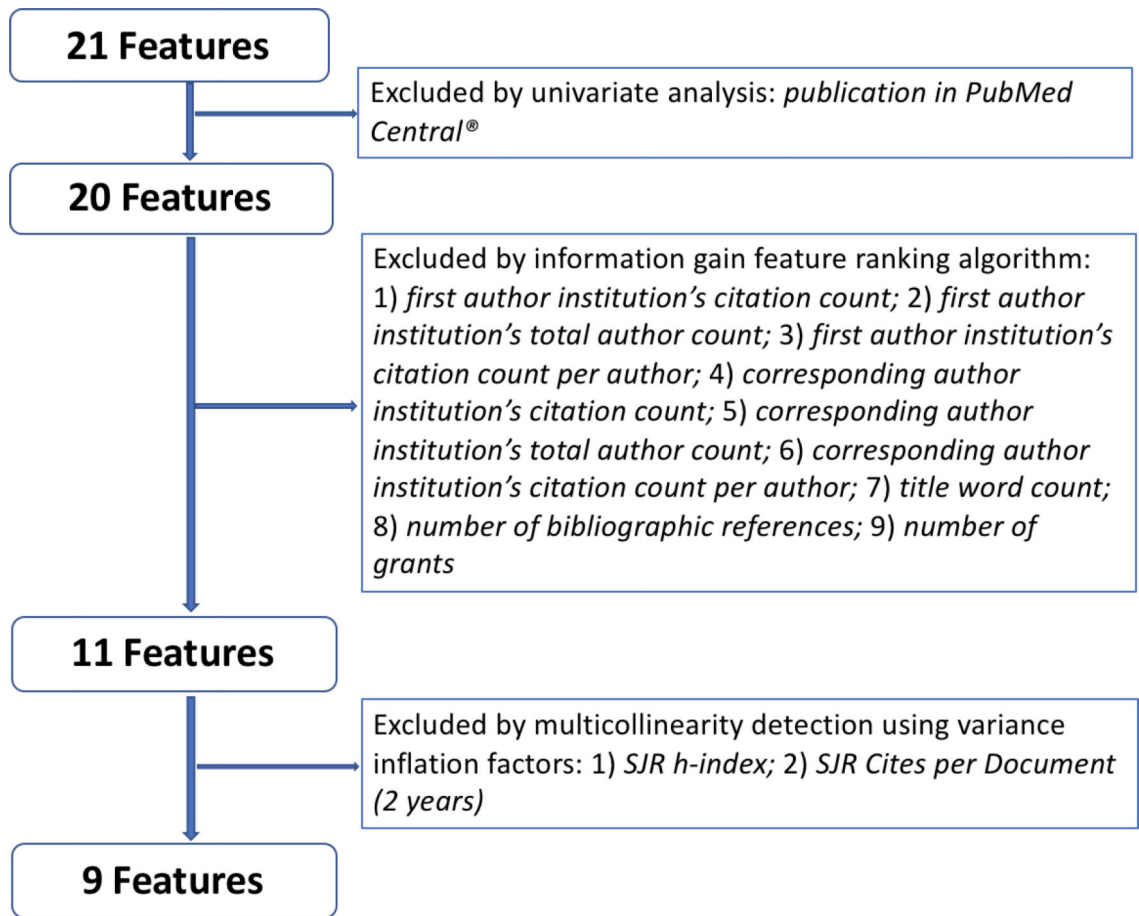 21 Features
Excluded by univariate analysis: publication in PubMed
Central®
20 Features
Excluded by information gain feature ranking algorithm:
1) first author institution’s citation count; 2) first author
institution’s total author count; 3) first author institution’s
citation count per author; 4) corresponding author
institution’s citation count; 5) corresponding author
institution’s total author count; 6) corresponding author
institution’s citation count per author; 7) title word count;
8) number of bibliographic references; 9) number of
grants
11 Features
Excluded by multicollinearity detection using variance
inflation factors: 1) SJR h-index; 2) SJR Cites per Document
(2 years)
9 Features